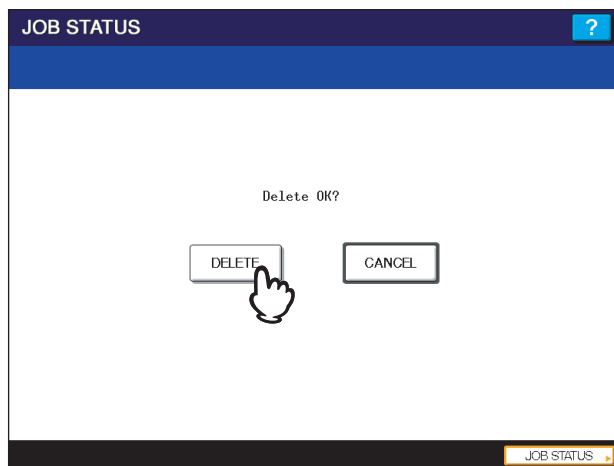 JOB STATUS ?
Delete OK?
DELETE CANCEL
JOB STATUS